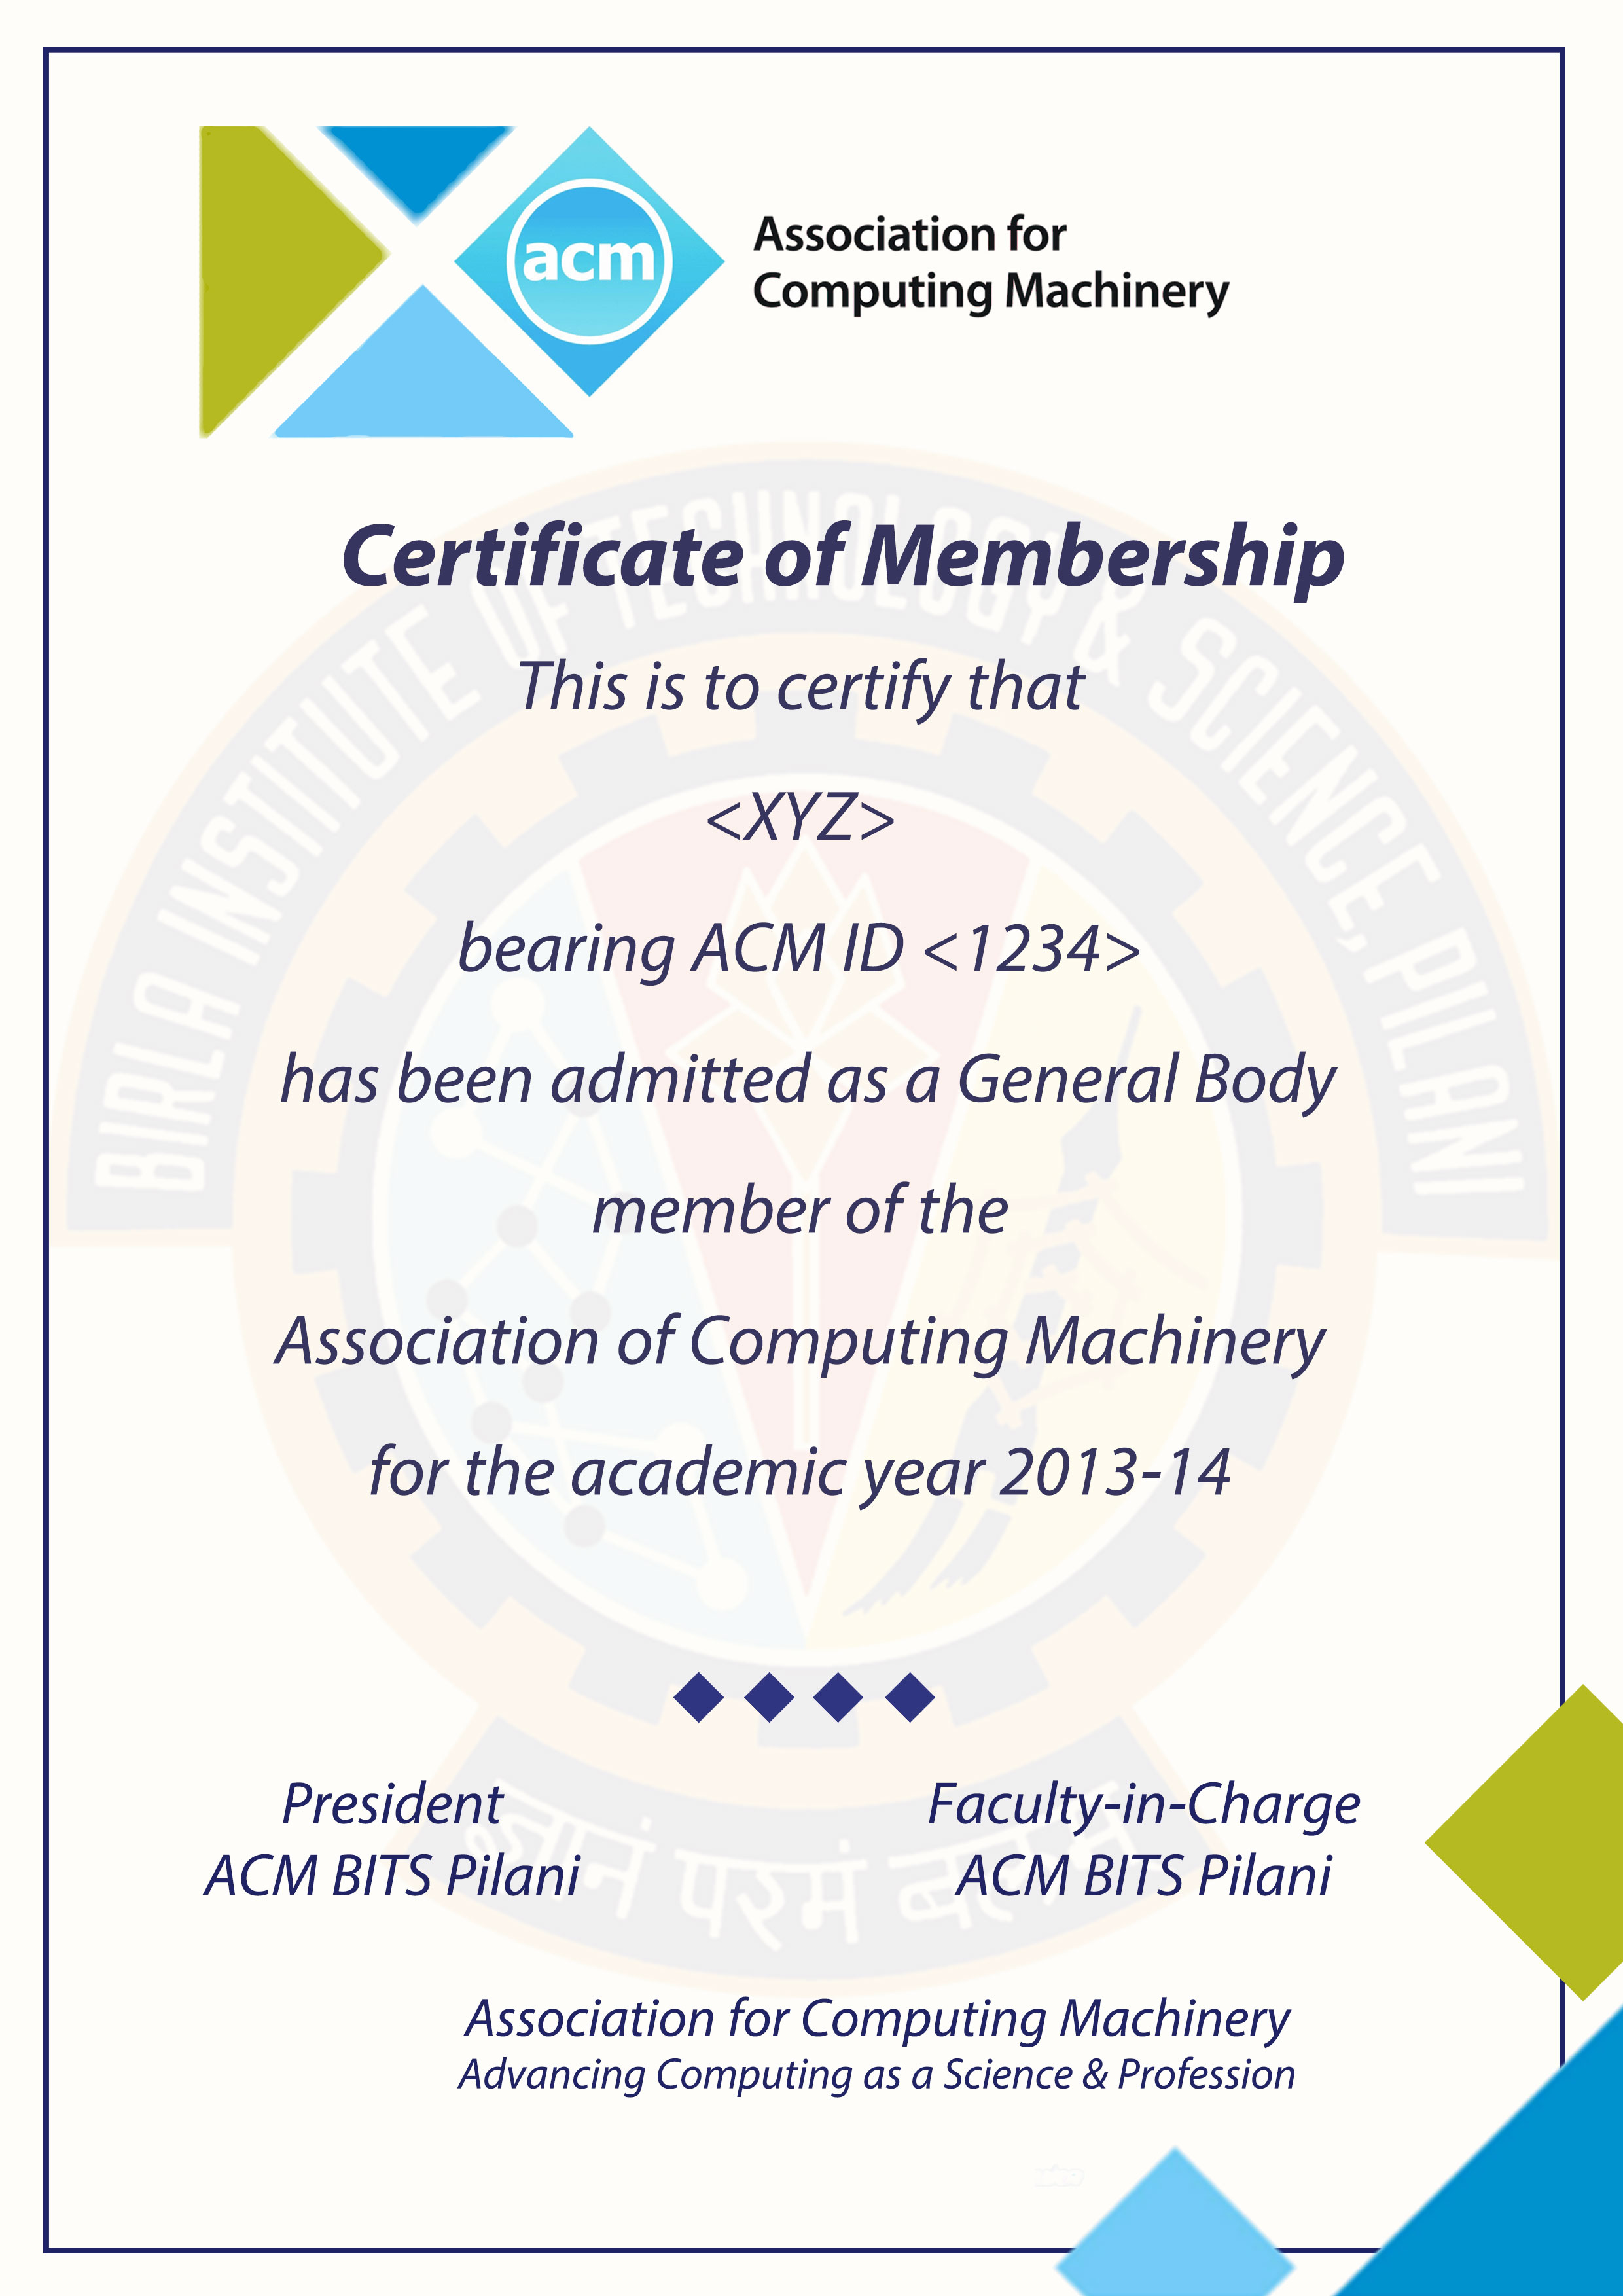 acm
Association for
Computing Machinery
BIRLA INSTITUTE OF TECHNOLOGY & SCIENCE, PILANI
Certificate of Membership
This is to certify that
<XYZ>
bearing ACM ID <1234>
has been admitted as a General Body
member of the
Association of Computing Machinery
for the academic year 2013-14
President
ACM BITS Pilani
Faculty-in-Charge
ACM BITS Pilani
ज्ञानं परमं बलम
Association for Computing Machinery
Advancing Computing as a Science & Profession